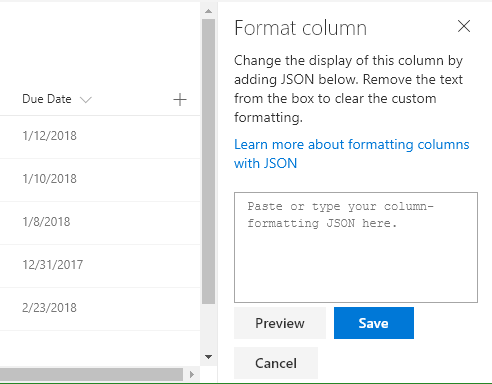 Due Date
1/12/2018
1/10/2018
1/8/2018
12/31/2017
2/23/2018
Format column
Change the display of this column by
adding JSON below. Remove the text
from the box to clear the custom
formatting.
Learn more about formatting columns
with JSON
Paste or type your column-
formatting JSON here.
Preview
Save
Cancel